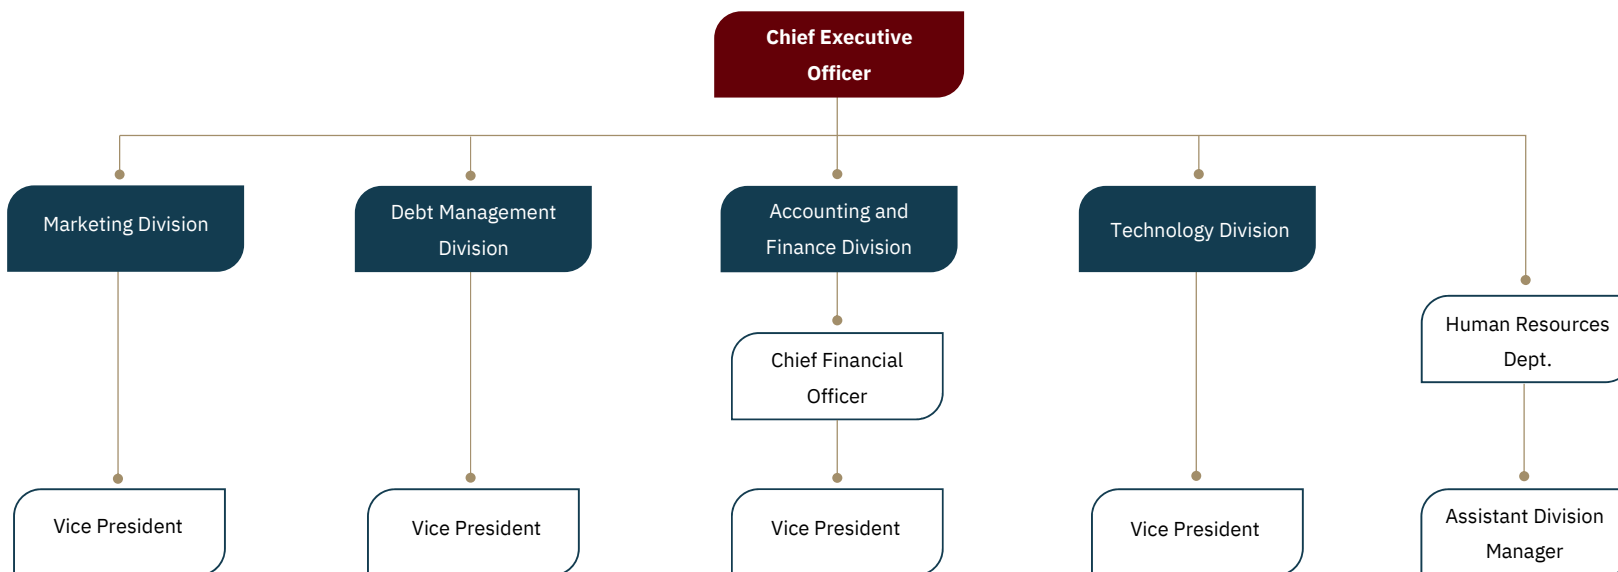 Chief Executive
Officer
Marketing Division
Debt Management
Division
Accounting and
Finance Division
Technology Division
Human Resources
Dept.
Chief Financial
Officer
Vice President
Vice President
Vice President
Vice President
Assistant Division
Manager